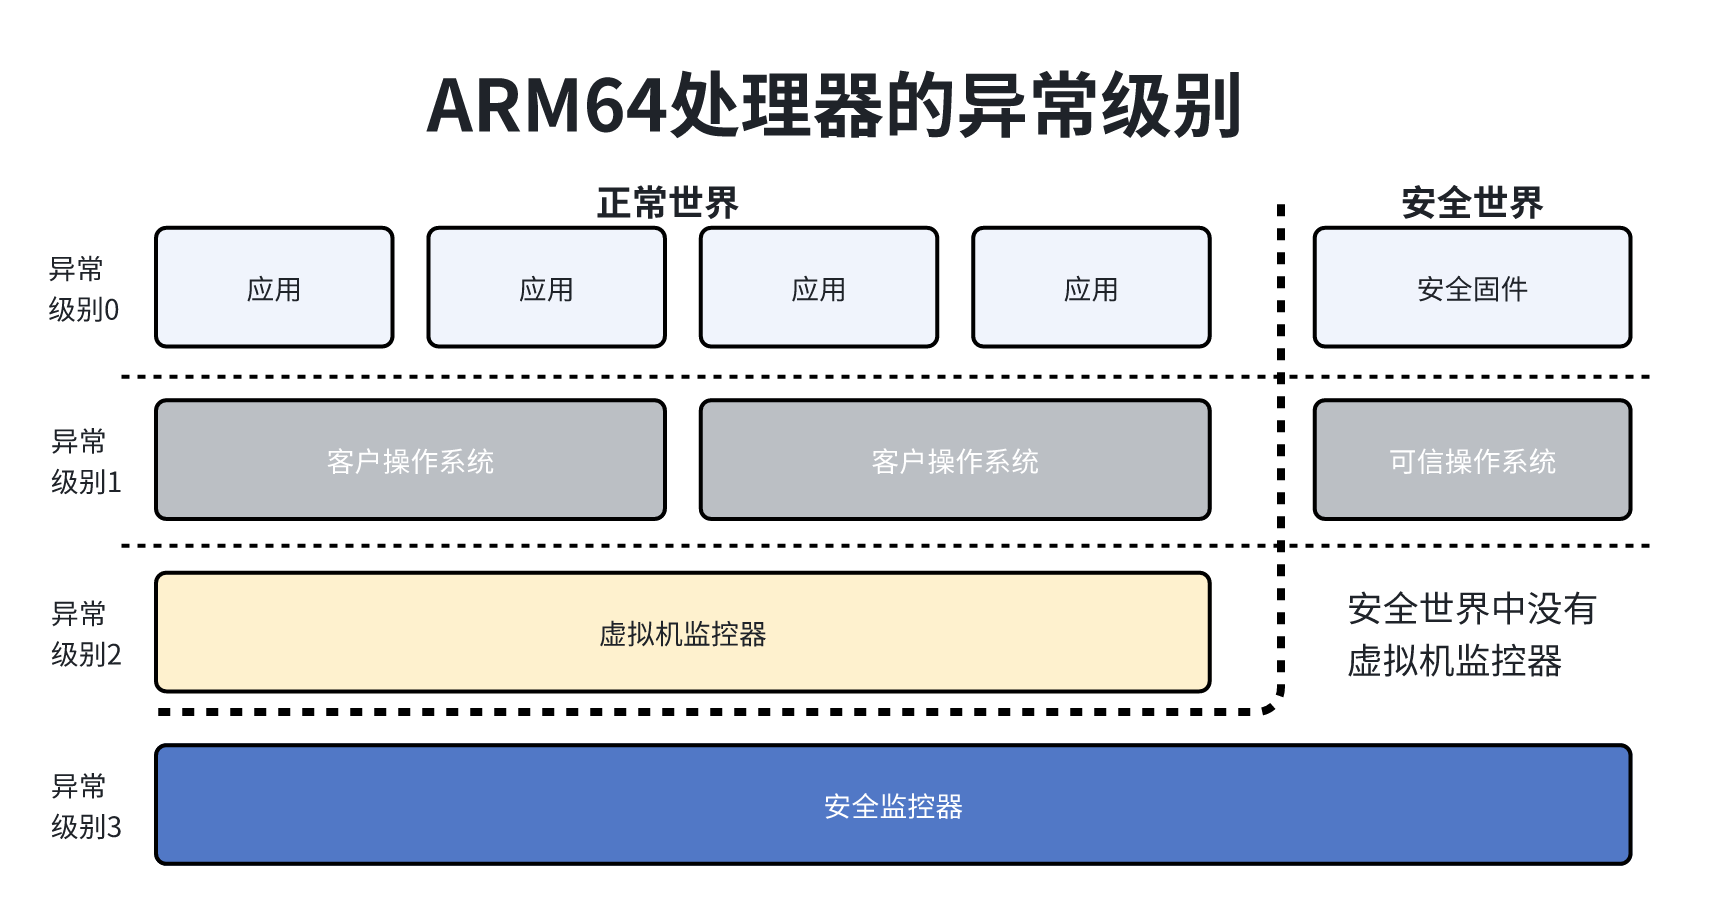 ARM64处理器的异常级别
正常世界
安全世界
异常
级别0
应用
应用
应用
应用
安全固件
异常
级别1
客户操作系统
客户操作系统
可信操作系统
异常
级别2
虚拟机监控器
安全世界中没有
虚拟机监控器
异常
级别3
安全监控器